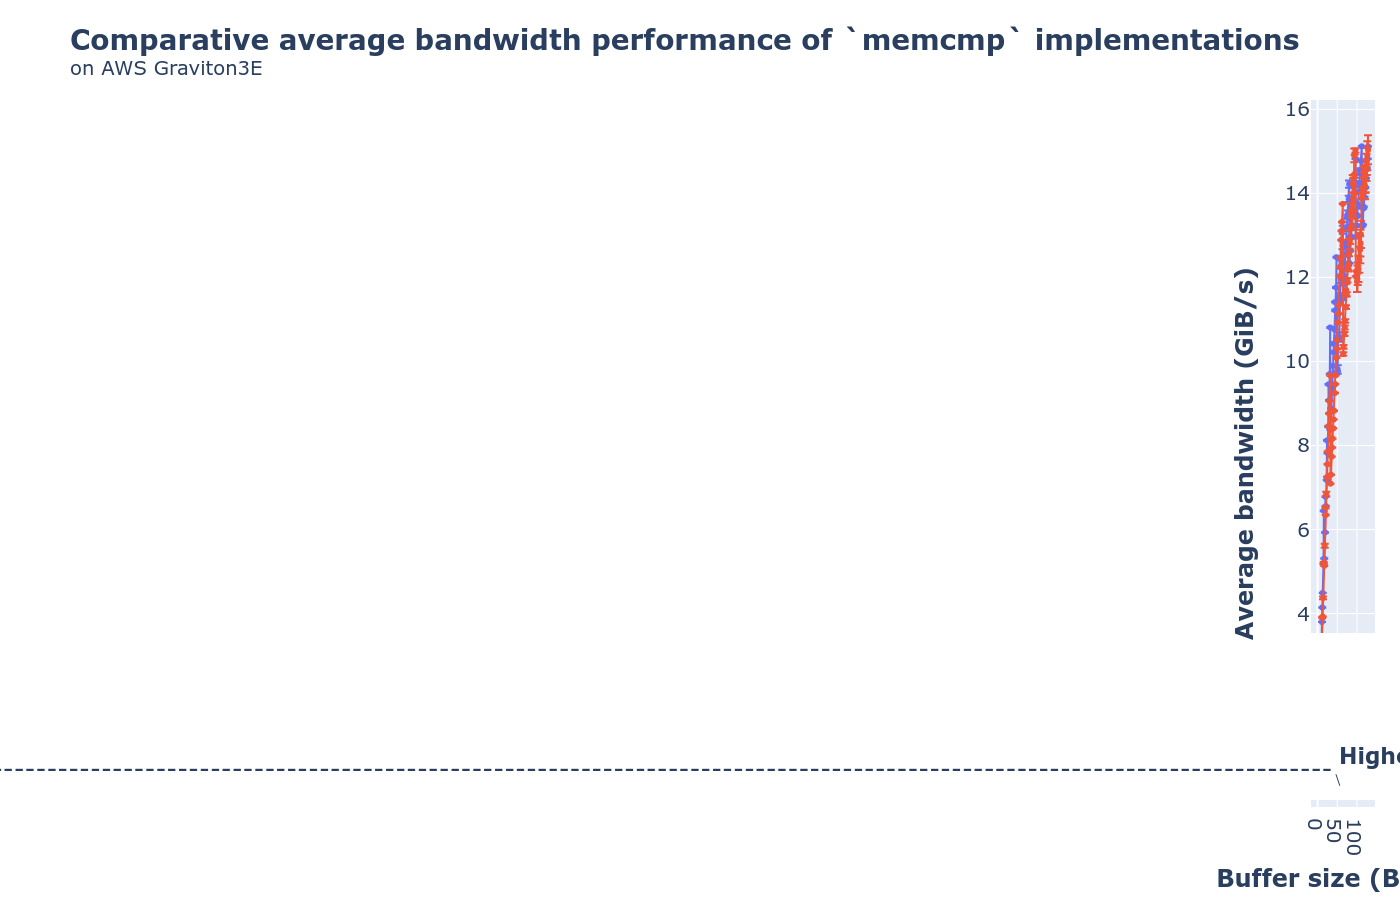 Comparative average bandwidth performance of `memcmp` implementations
on AWS Graviton3E
16
14
12
10
8
6
4
Average bandwidth (GiB/s)
Highe
0
50
100
Buffer size (B